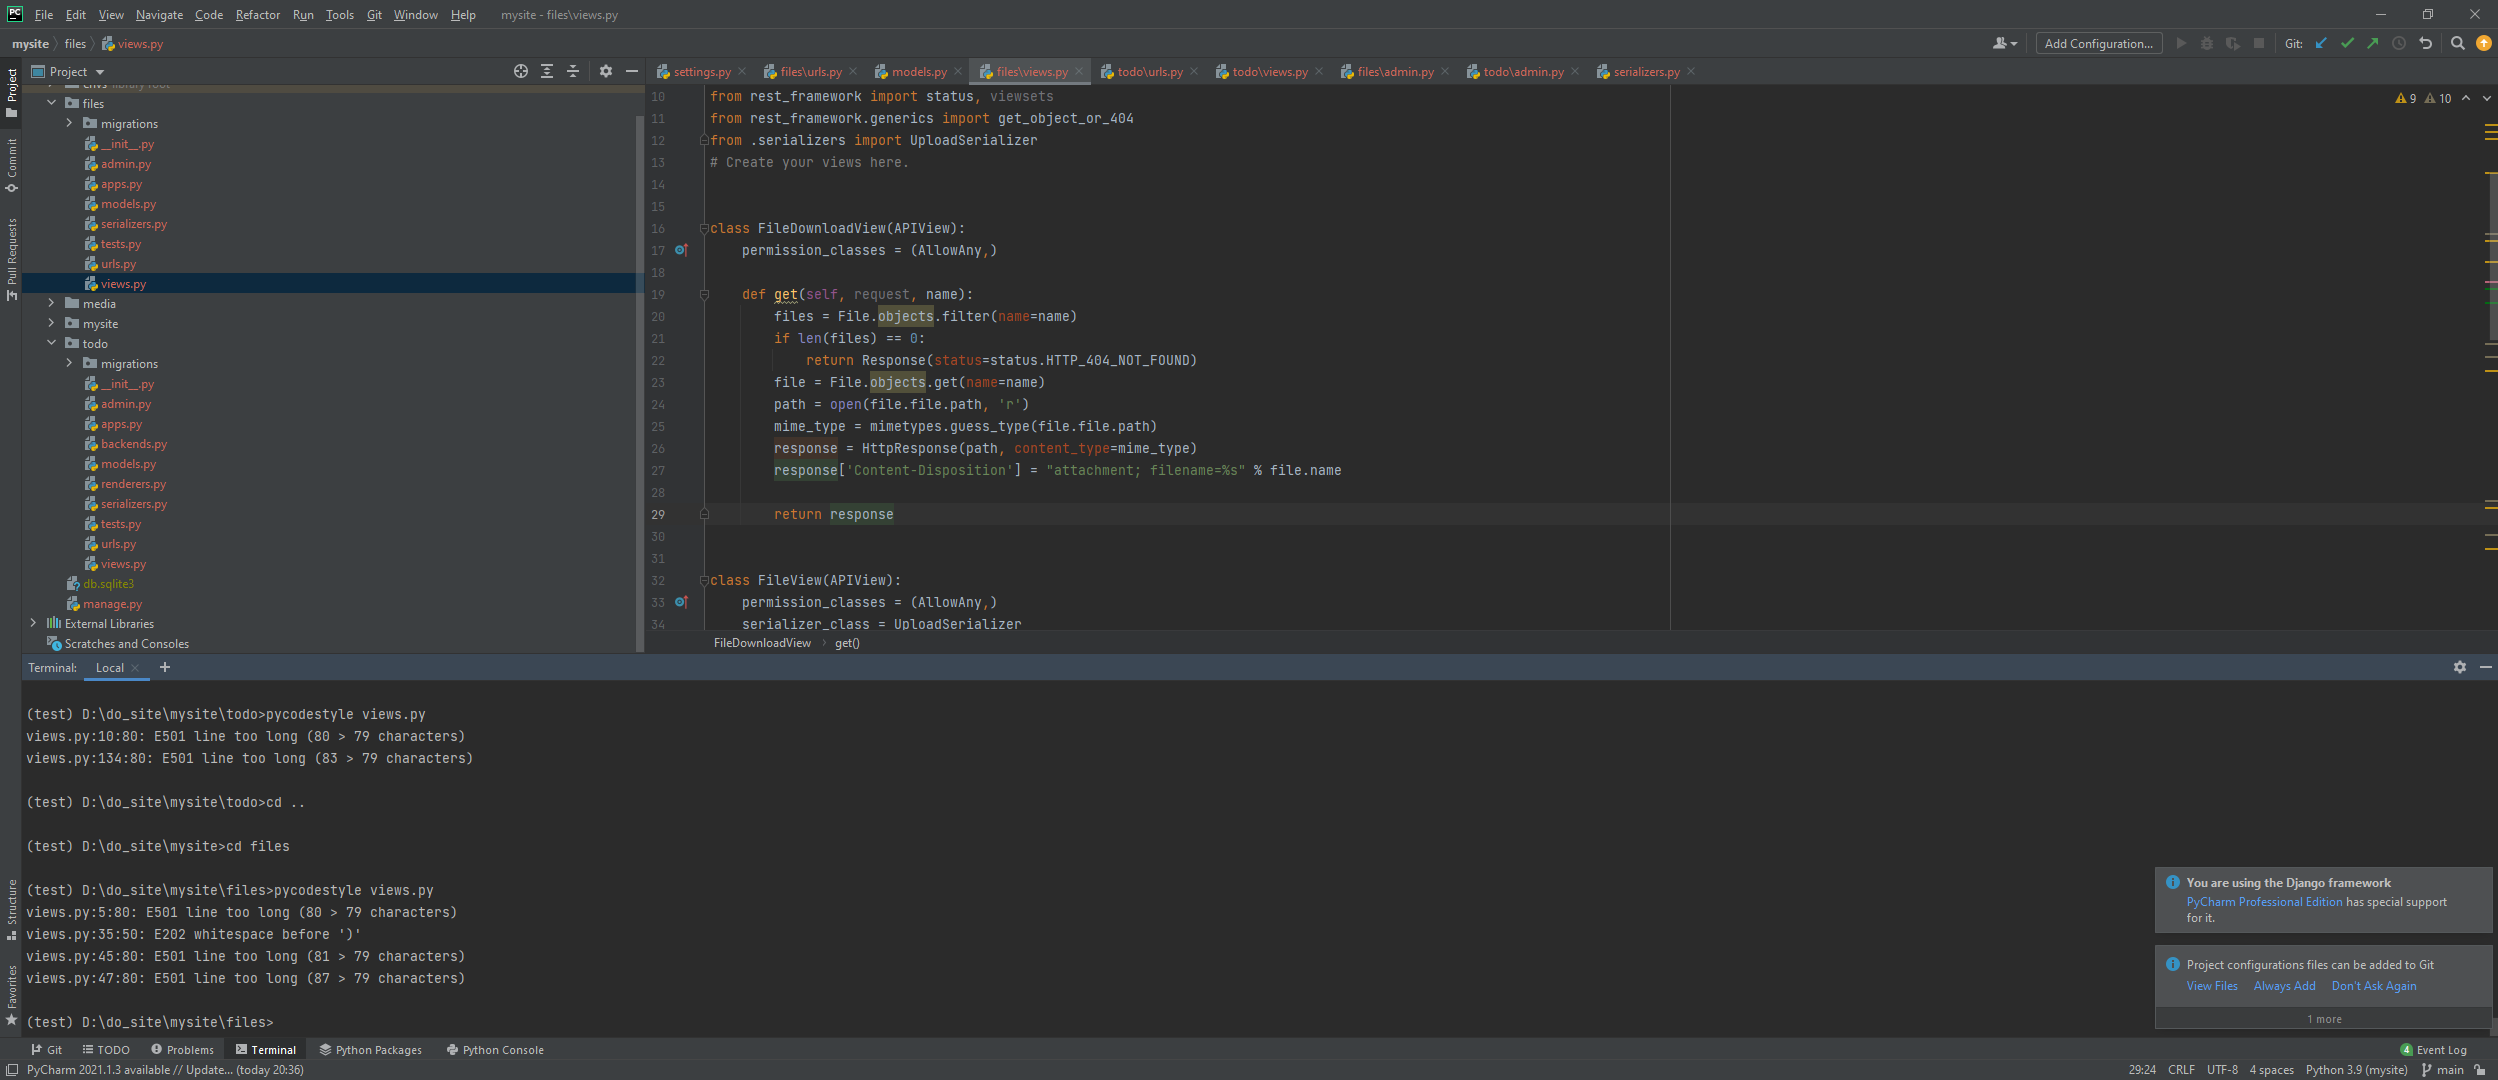 File Edit View Navigate Code Refactor Run Tools Git Window Help mysite - files\views.py
mysite files views.py Add Configuration... Git:
Project
settings.py files\urls.py models.py files\views.py todo\urls.py todo\views.py files\admin.py todo\admin.py serializers.py
Project
Commit
Pull Requests
Structure
Favorites
envs library root
files
migrations
__init__.py
admin.py
apps.py
models.py
serializers.py
tests.py
urls.py
views.py
media
mysite
todo
migrations
__init__.py
admin.py
apps.py
backends.py
models.py
renderers.py
serializers.py
tests.py
urls.py
views.py
db.sqlite3
manage.py
External Libraries
Scratches and Consoles
9 10
10 from rest_framework import status, viewsets
11 from rest_framework.generics import get_object_or_404
12 from .serializers import UploadSerializer
13 # Create your views here.
14
15
16 class FileDownloadView(APIView):
17 permission_classes = (AllowAny,)
18
19 def get(self, request, name):
20 files = File.objects.filter(name=name)
21 if len(files) == 0:
22 return Response(status=status.HTTP_404_NOT_FOUND)
23 file = File.objects.get(name=name)
24 path = open(file.file.path, 'r')
25 mime_type = mimetypes.guess_type(file.file.path)
26 response = HttpResponse(path, content_type=mime_type)
27 response['Content-Disposition'] = "attachment; filename=%s" % file.name
28
29 return response
30
31
32 class FileView(APIView):
33 permission_classes = (AllowAny,)
34 serializer_class = UploadSerializer
FileDownloadView get()
Terminal: Local
(test) D:\do_site\mysite\todo>pycodestyle views.py
views.py:10:80: E501 line too long (80 > 79 characters)
views.py:134:80: E501 line too long (83 > 79 characters)
(test) D:\do_site\mysite\todo>cd ..
(test) D:\do_site\mysite>cd files
(test) D:\do_site\mysite\files>pycodestyle views.py
views.py:5:80: E501 line too long (80 > 79 characters)
views.py:35:50: E202 whitespace before ')'
views.py:45:80: E501 line too long (81 > 79 characters)
views.py:47:80: E501 line too long (87 > 79 characters)
(test) D:\do_site\mysite\files>
You are using the Django framework
PyCharm Professional Edition has special support
for it.
Project configurations files can be added to Git
View Files Always Add Don't Ask Again
1 more
Git TODO Problems Terminal Python Packages Python Console 4 Event Log
PyCharm 2021.1.3 available // Update... (today 20:36) 29:24 CRLF UTF-8 4 spaces Python 3.9 (mysite) main